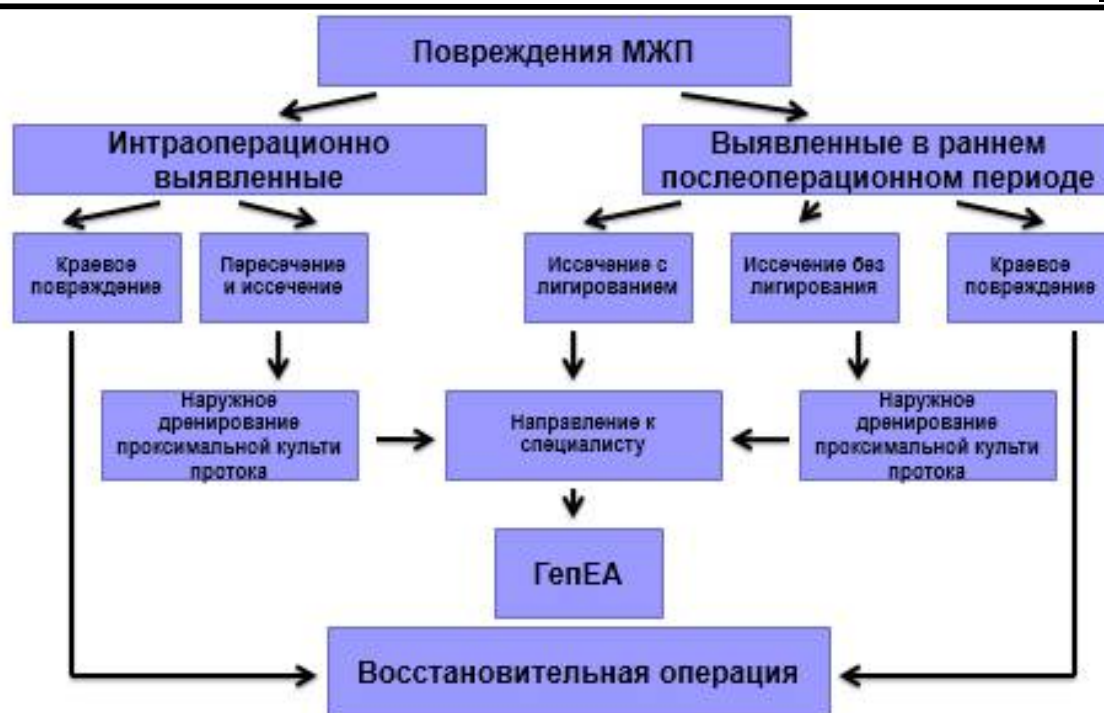 Повреждения МЖП
Интраоперационно
выявленные
Выявленные в раннем
послеоперационном периоде
Краевое
повреждение
Пересечение
и иссечение
Иссечение с
лигированием
Иссечение без
лигирования
Краевое
повреждение
Наружное
дренирование
проксимальной культи
протока
Направление к
специалисту
Наружное
дренирование
проксимальной культи
протока
ГепЕА
Восстановительная операция